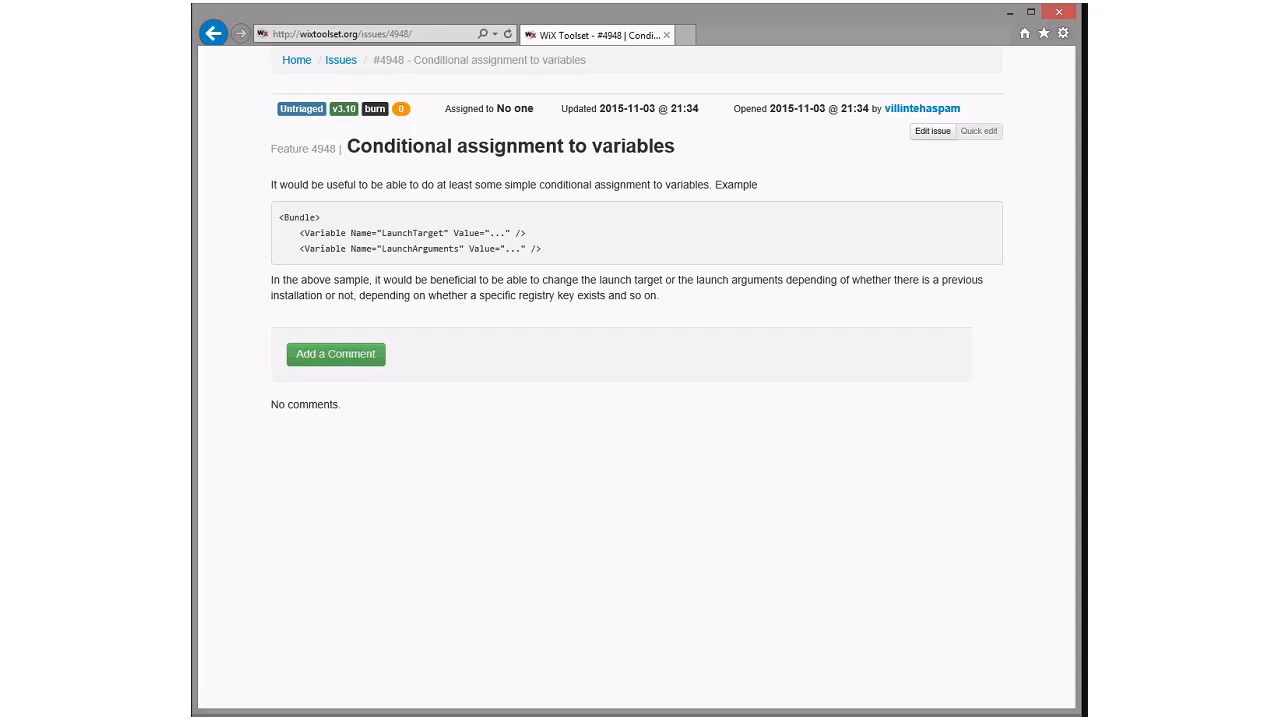 http://wixtoolset.org/issues/4948/
WiX Toolset - #4948 | Condi...
Home / Issues / #4948 - Conditional assignment to variables
Untriaged v3.10 burn 0 Assigned to No one Updated 2015-11-03 @ 21:34 Opened 2015-11-03 @ 21:34 by villintehaspam
Edit issue Quick edit
Feature 4948 | Conditional assignment to variables
It would be useful to be able to do at least some simple conditional assignment to variables. Example
<Bundle>
<Variable Name="LaunchTarget" Value="..." />
<Variable Name="LaunchArguments" Value="..." />
In the above sample, it would be beneficial to be able to change the launch target or the launch arguments depending of whether there is a previous
installation or not, depending on whether a specific registry key exists and so on.
Add a Comment
No comments.